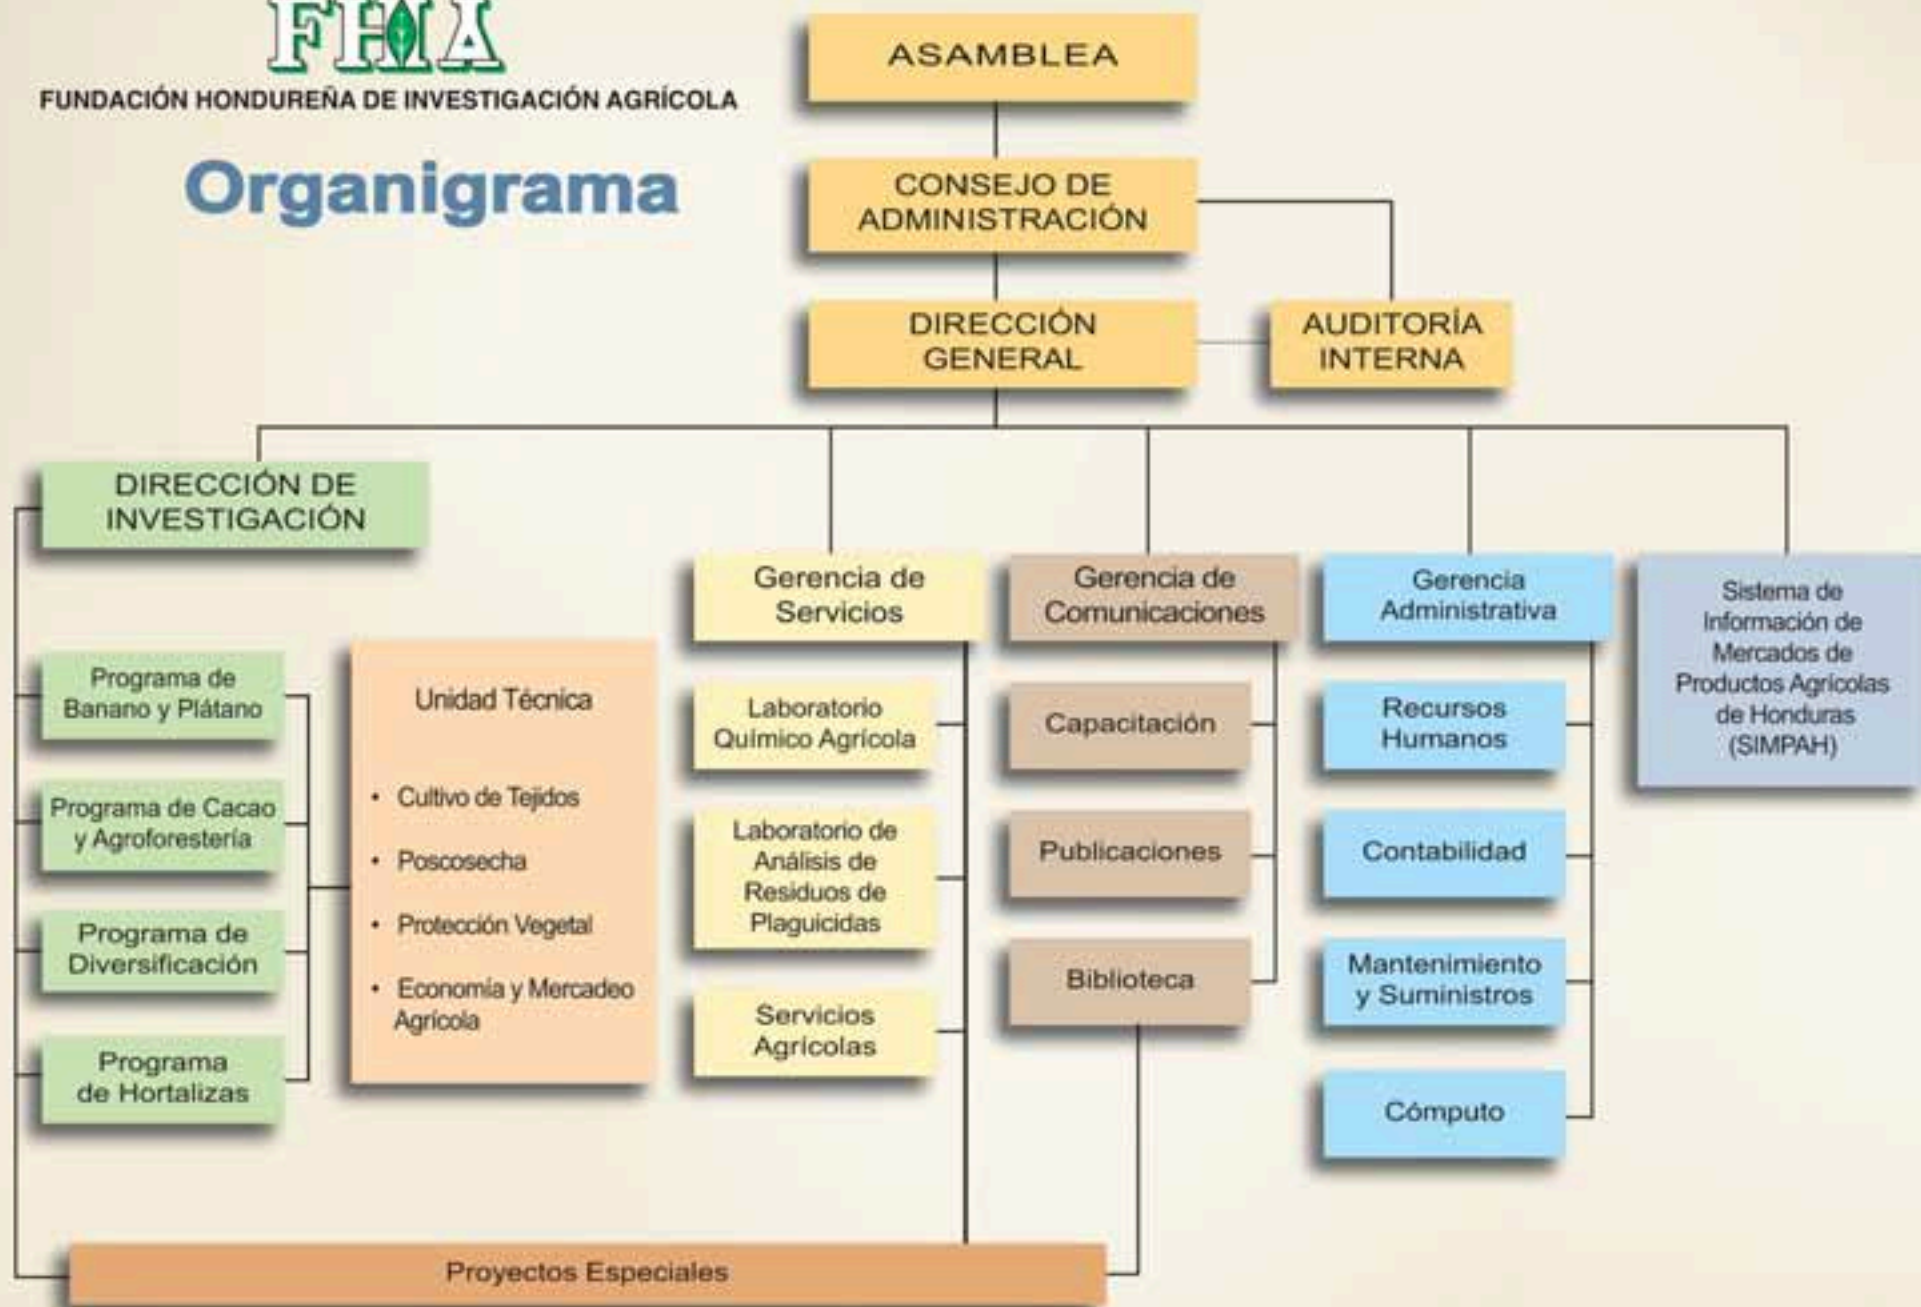 FHIA
FUNDACIÓN HONDUREÑA DE INVESTIGACIÓN AGRÍCOLA
Organigrama
ASAMBLEA
CONSEJO DE
ADMINISTRACIÓN
DIRECCIÓN
GENERAL
AUDITORÍA
INTERNA
DIRECCIÓN DE
INVESTIGACIÓN
Programa de
Banano y Plátano
Programa de Cacao
y Agroforestería
Programa de
Diversificación
Programa
de Hortalizas
Unidad Técnica
• Cultivo de Tejidos
• Poscosecha
• Protección Vegetal
• Economía y Mercadeo
Agrícola
Gerencia de
Servicios
Laboratorio
Químico Agrícola
Laboratorio de
Análisis de
Residuos de
Plaguicidas
Servicios
Agrícolas
Gerencia de
Comunicaciones
Capacitación
Publicaciones
Biblioteca
Gerencia
Administrativa
Recursos
Humanos
Contabilidad
Mantenimiento
y Suministros
Cómputo
Sistema de
Información de
Mercados de
Productos Agrícolas
de Honduras
(SIMPAH)
Proyectos Especiales